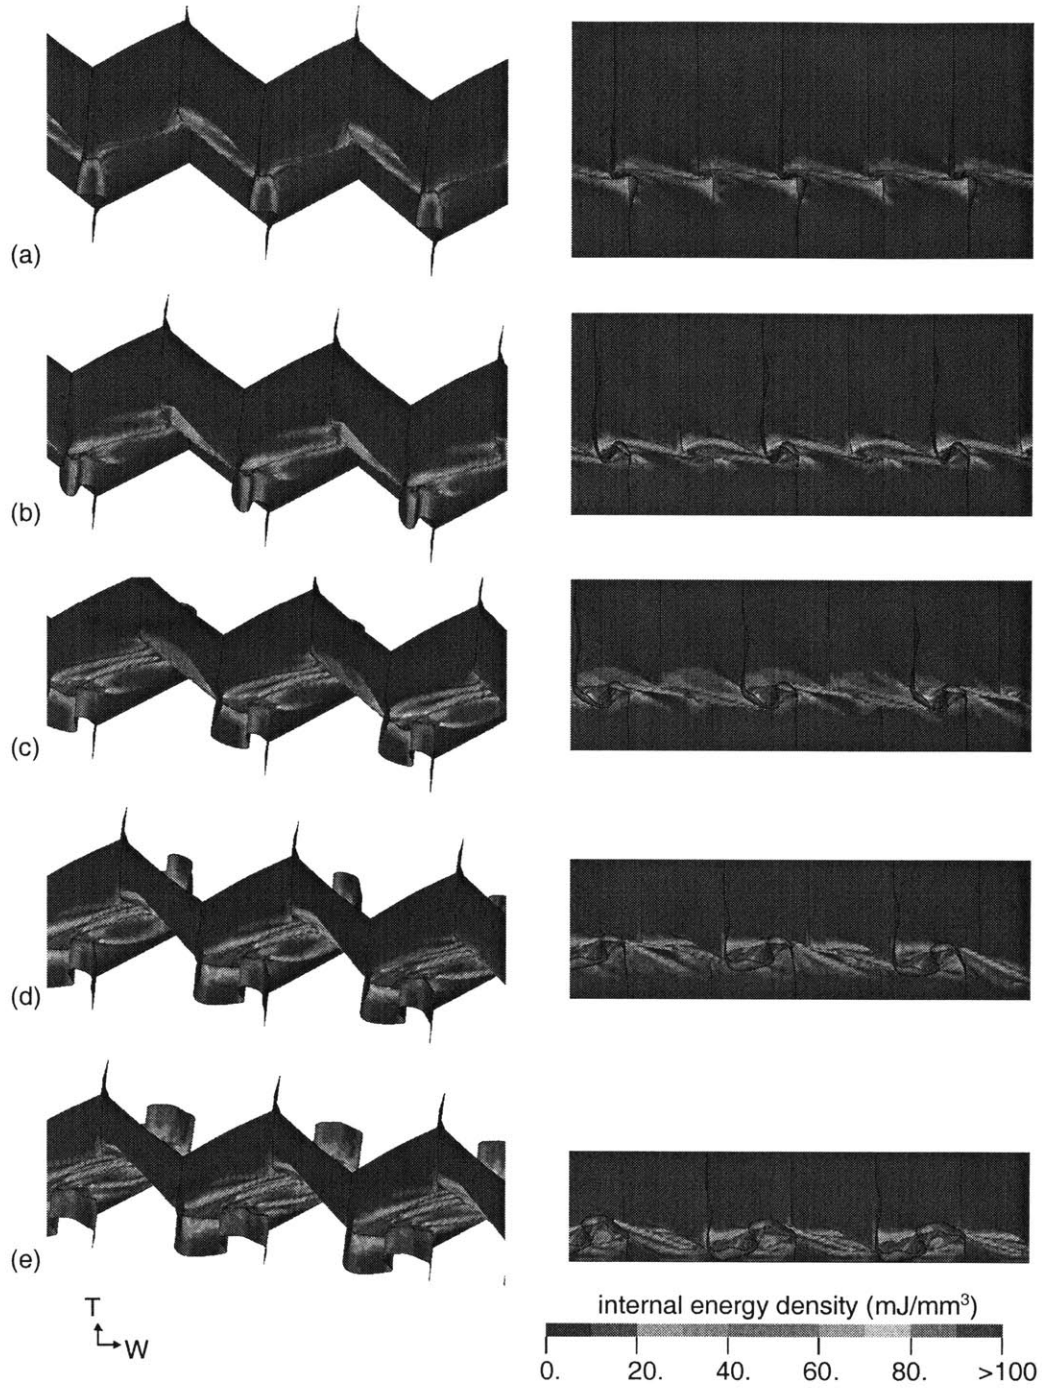 (a)
(b)
(c)
(d)
(e)
T
W
internal energy density (mJ/mm³)
0. 20. 40. 60. 80. >100